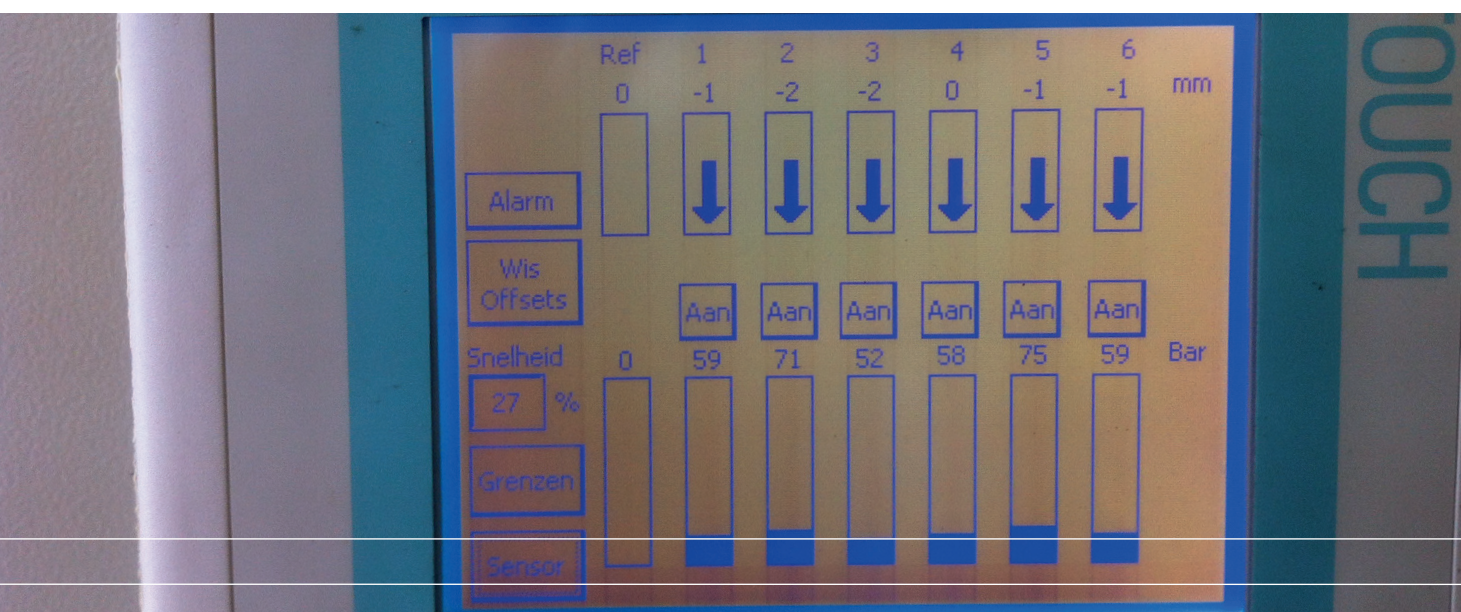 Ref 1 2 3 4 5 6
0 -1 -2 -2 0 -1 -1 mm
Alarm
Wis
Offsets
Aan Aan Aan Aan Aan Aan
Snelheid 0 59 71 52 58 75 59 Bar
27 %
Grenzen
Sensor
OUCH